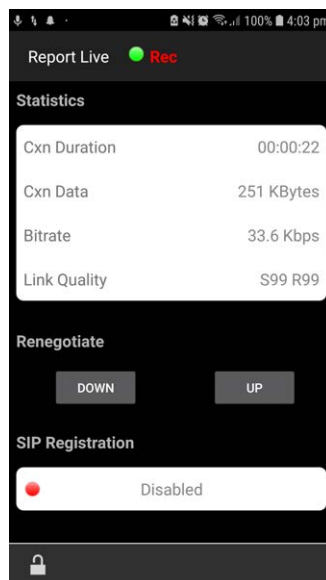 100% 4:03 pm
Report Live Rec
Statistics
Cxn Duration 00:00:22
Cxn Data 251 KBytes
Bitrate 33.6 Kbps
Link Quality S99 R99
Renegotiate
DOWN UP
SIP Registration
Disabled